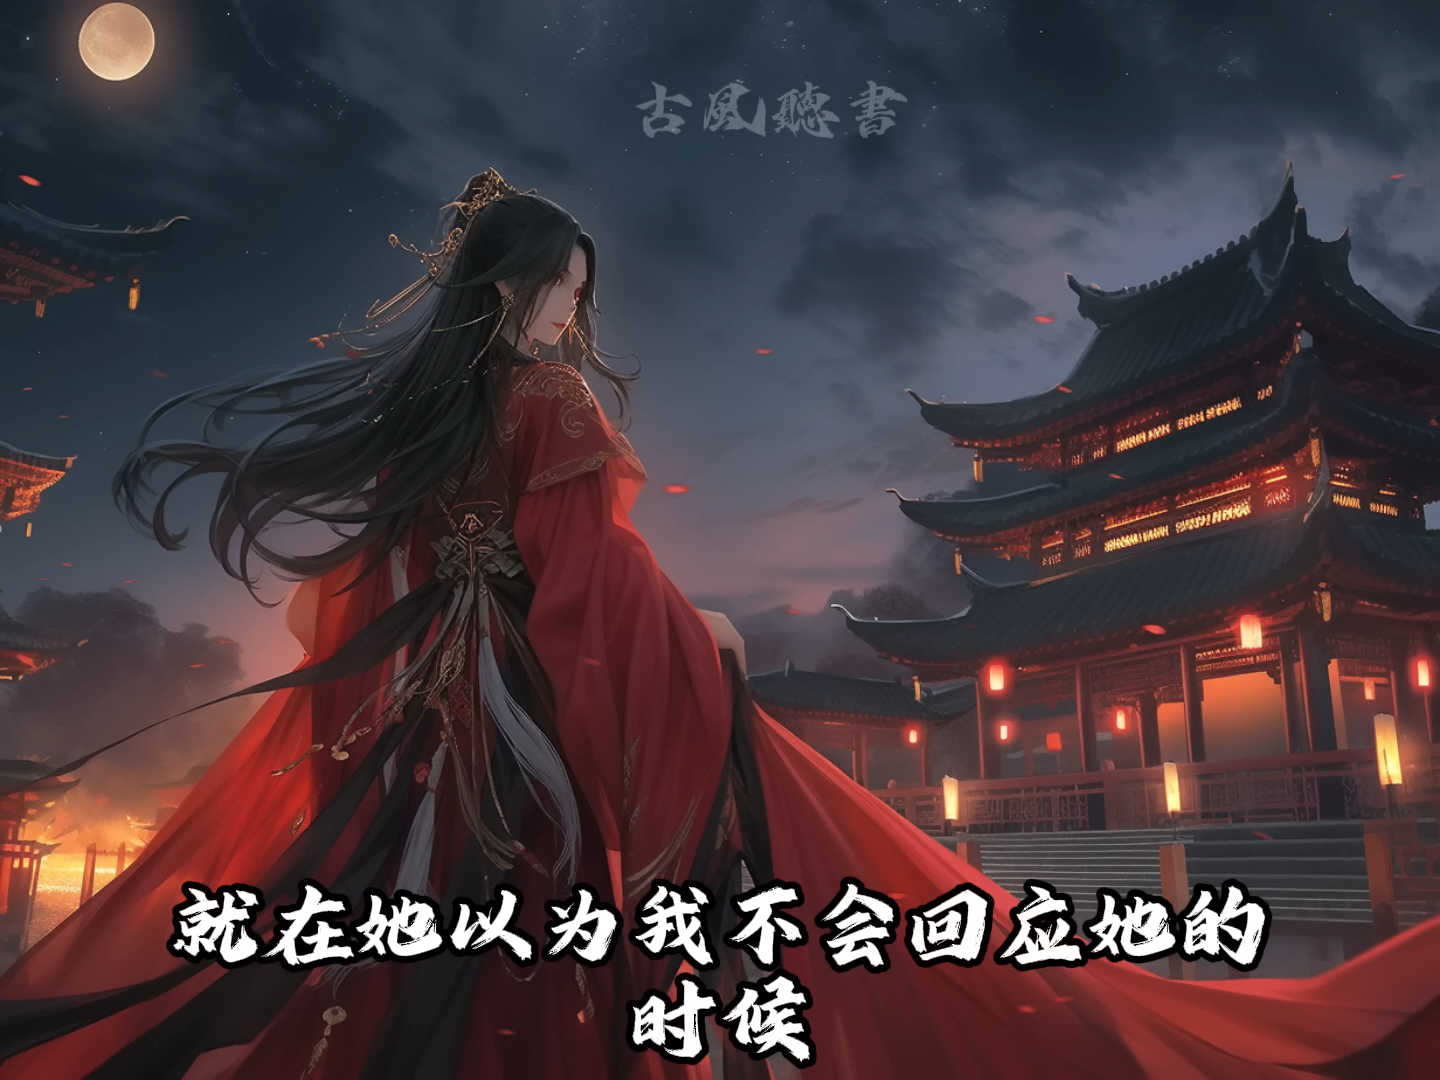 古風聽書
就在她以为我不会回应她的
时候